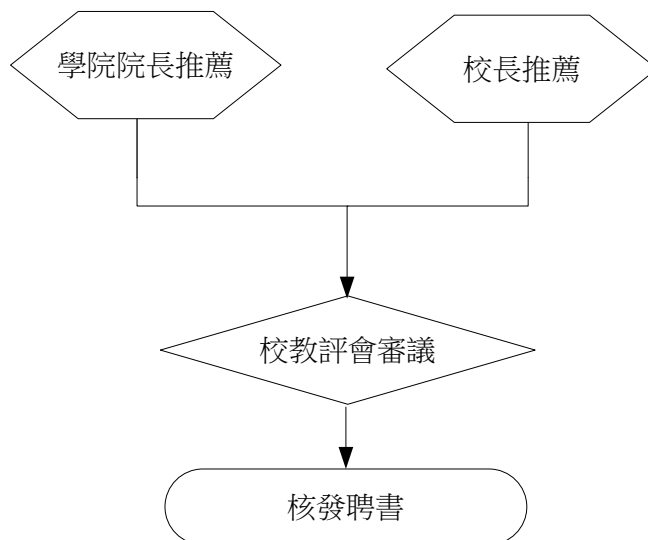 學院院長推薦
校長推薦
校教評會審議
核發聘書